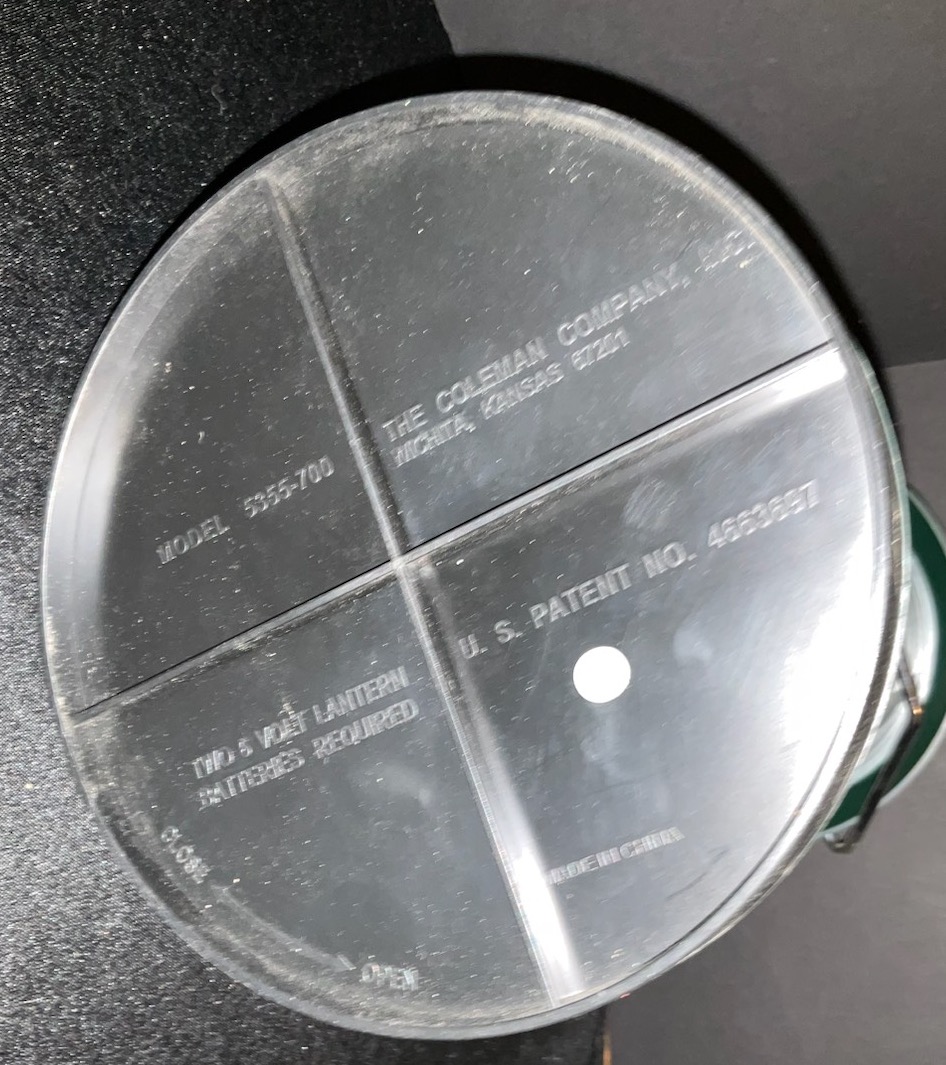 THE COLEMAN COMPANY, INC.
WICHITA, KANSAS 67201
MODEL 5355-700
U. S. PATENT NO. 4663697
TWO 6 VOLT LANTERN
BATTERIES REQUIRED
MADE IN CHINA
CLOSE
OPEN